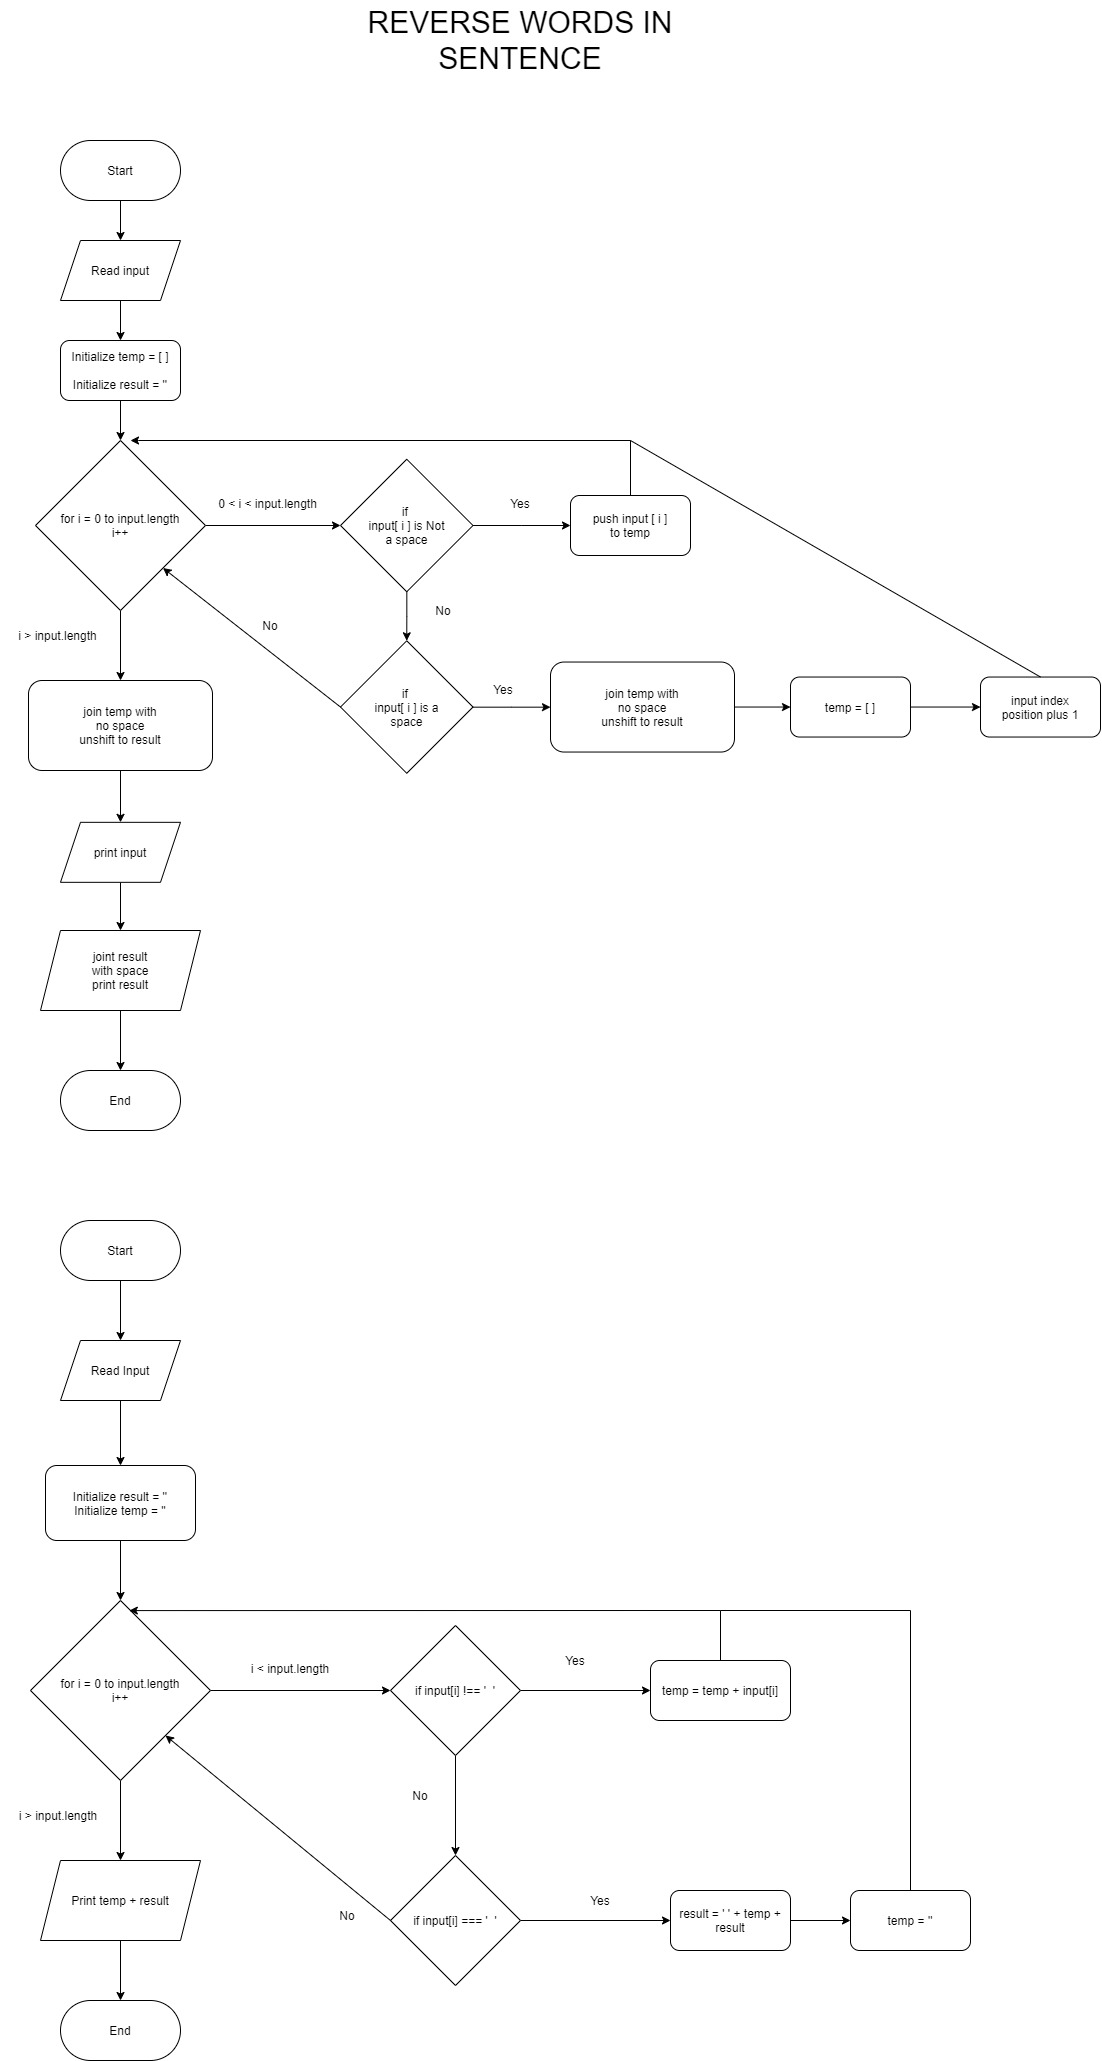 REVERSE WORDS IN
SENTENCE
Start
Read input
Initialize temp = [ ]
Initialize result = "
for i = 0 to input.length
i++
0 < i < input.length
if
input[ i ] is Not
a space
Yes
push input [ i ]
to temp
No
No
i > input.length
if
input[ i ] is a
space
Yes
join temp with
no space
unshift to result
temp = [ ]
input index
position plus 1
join temp with
no space
unshift to result
print input
joint result
with space
print result
End
Start
Read Input
Initialize result = "
Initialize temp = "
for i = 0 to input.length
i++
i < input.length
if input[i] !== ' '
Yes
temp = temp + input[i]
No
i > input.length
Print temp + result
No
if input[i] === ' '
Yes
result = ' ' + temp +
result
temp = "
End